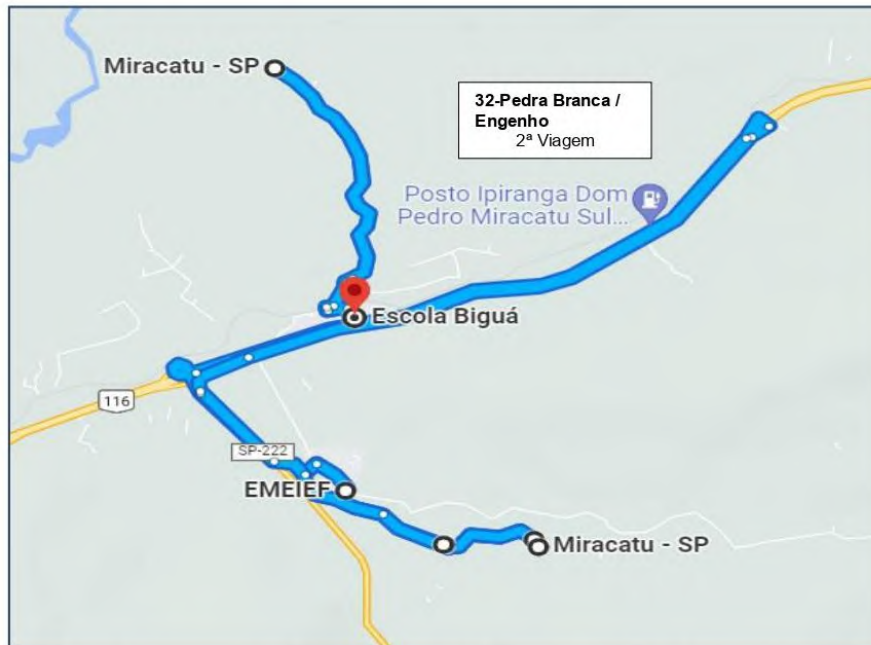 Miracatu - SP
32-Pedra Branca /
Engenho
2ª Viagem
Posto Ipiranga Dom
Pedro Miracatu Sul...
Escola Biguá
116
SP-222
EMEIEF
Miracatu - SP